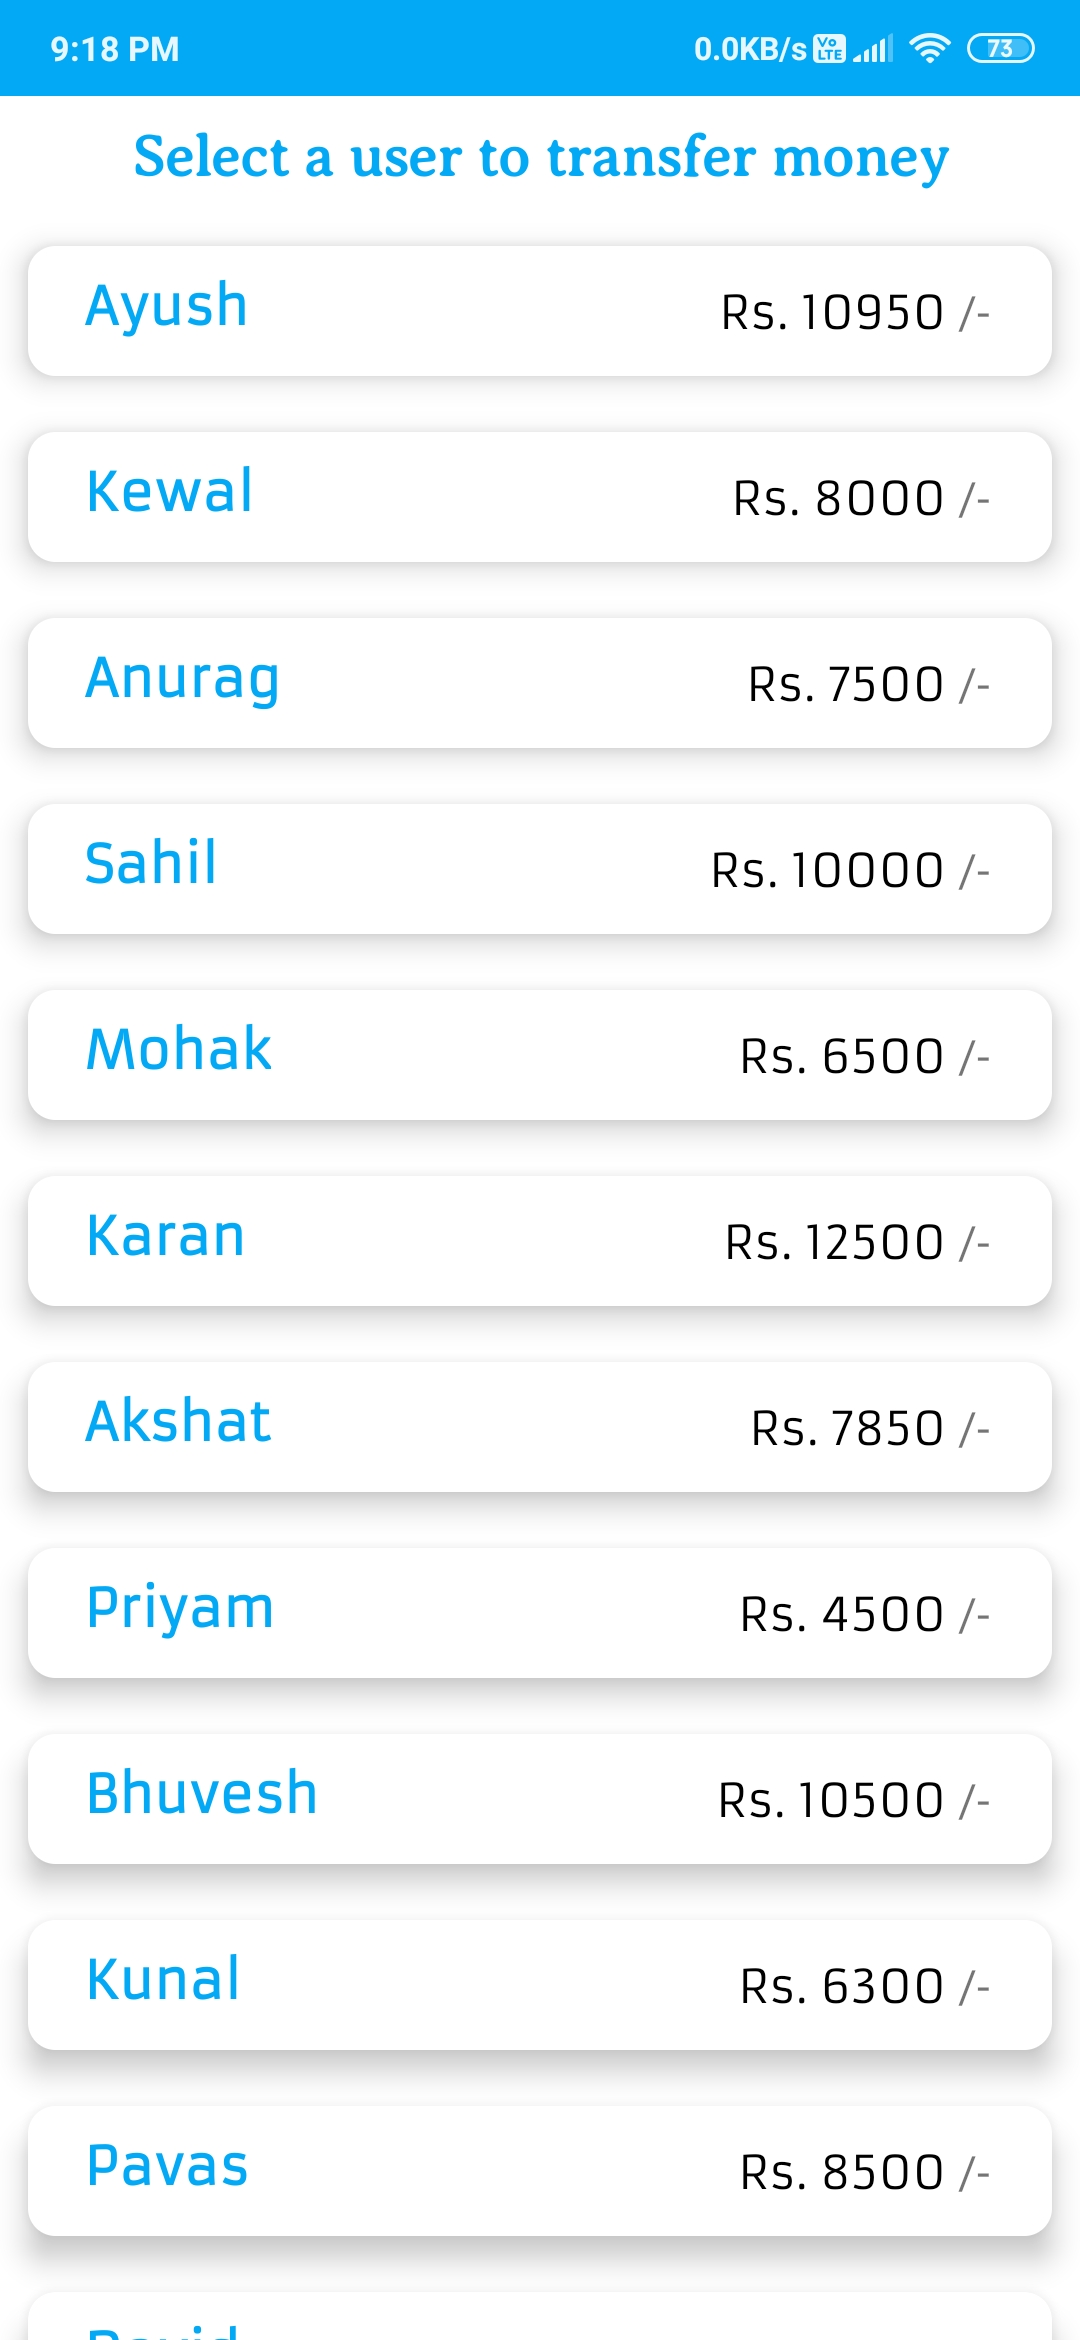 9:18 PM 0.0KB/s Vo LTE 73
Select a user to transfer money
Ayush Rs. 10950 /-
Kewal Rs. 8000 /-
Anurag Rs. 7500 /-
Sahil Rs. 10000 /-
Mohak Rs. 6500 /-
Karan Rs. 12500 /-
Akshat Rs. 7850 /-
Priyam Rs. 4500 /-
Bhuvesh Rs. 10500 /-
Kunal Rs. 6300 /-
Pavas Rs. 8500 /-